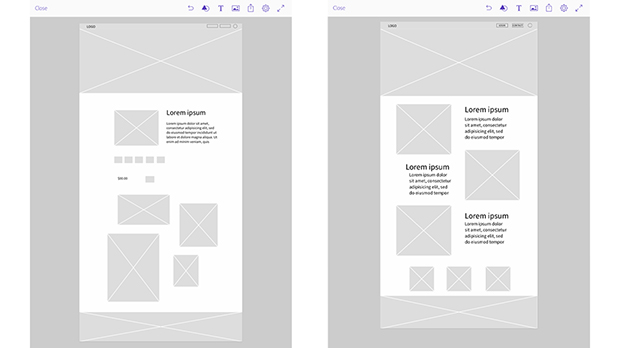 Close
T
LOGO
Lorem ipsum
Lorem ipsum dolor sit amet,
consectetur adipiscing elit, sed
do eiusmod tempor incididunt ut
labore et dolore magna aliqua. Ut
enim ad minim veniam, quis.
$00.00
Close
T
LOGO
HOME
CONTACT
Lorem ipsum
Lorem ipsum dolor
sit amet, consectetur
adipiscing elit, sed
do eiusmod tempor
Lorem ipsum
Lorem ipsum dolor
sit amet, consectetur
adipiscing elit, sed
do eiusmod tempor
Lorem ipsum
Lorem ipsum dolor
sit amet, consectetur
adipiscing elit, sed
do eiusmod tempor